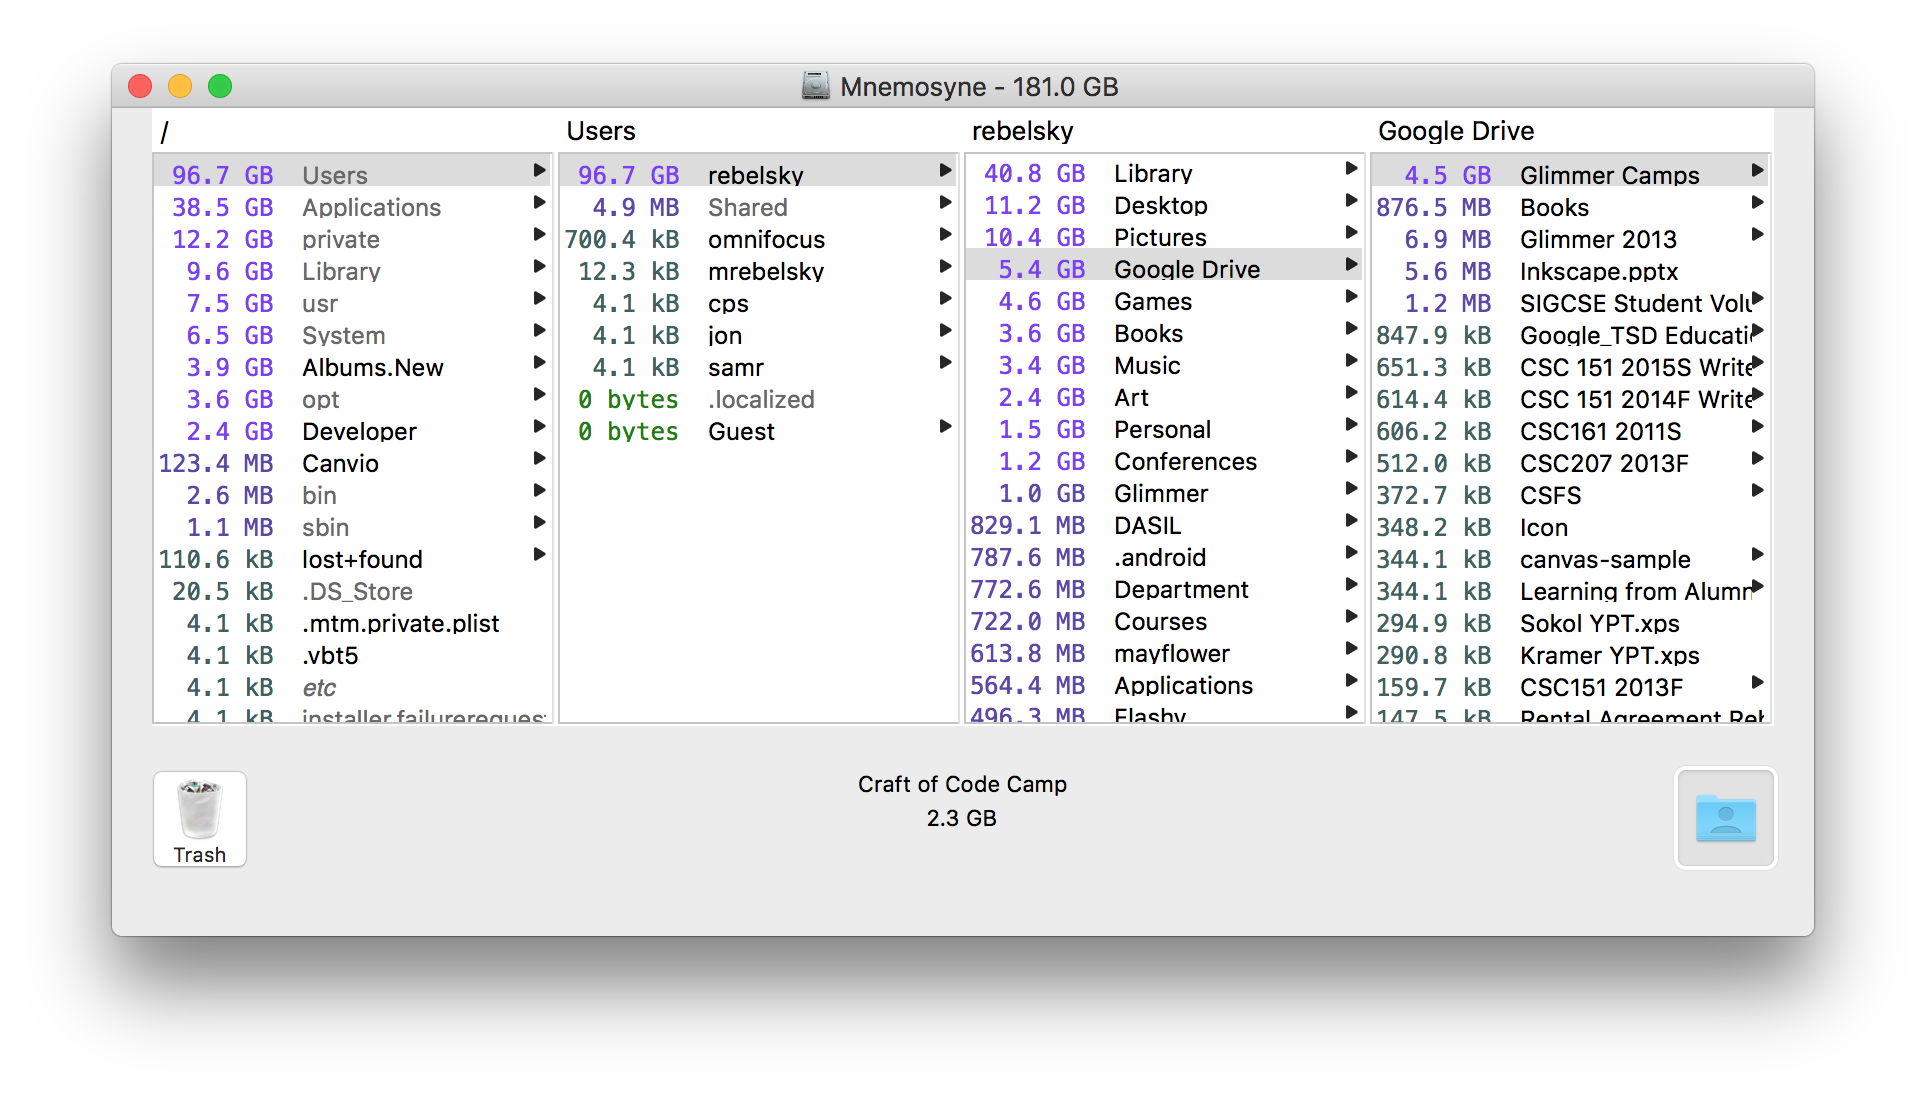 Mnemosyne - 181.0 GB
/
96.7 GB Users
38.5 GB Applications
12.2 GB private
9.6 GB Library
7.5 GB usr
6.5 GB System
3.9 GB Albums.New
3.6 GB opt
2.4 GB Developer
123.4 MB Canvio
2.6 MB bin
1.1 MB sbin
110.6 kB lost+found
20.5 kB .DS_Store
4.1 kB .mtm.private.plist
4.1 kB .vbt5
4.1 kB etc
4.1 kB installer.failurereques
Users
96.7 GB rebelsky
4.9 MB Shared
700.4 kB omnifocus
12.3 kB mrebelsky
4.1 kB cps
4.1 kB jon
4.1 kB samr
0 bytes .localized
0 bytes Guest
rebelsky
40.8 GB Library
11.2 GB Desktop
10.4 GB Pictures
5.4 GB Google Drive
4.6 GB Games
3.6 GB Books
3.4 GB Music
2.4 GB Art
1.5 GB Personal
1.2 GB Conferences
1.0 GB Glimmer
829.1 MB DASIL
787.6 MB .android
772.6 MB Department
722.0 MB Courses
613.8 MB mayflower
564.4 MB Applications
496.3 MB Flashy
Google Drive
4.5 GB Glimmer Camps
876.5 MB Books
6.9 MB Glimmer 2013
5.6 MB Inkscape.pptx
1.2 MB SIGCSE Student Volu
847.9 kB Google_TSD Educati
651.3 kB CSC 151 2015S Write
614.4 kB CSC 151 2014F Write
606.2 kB CSC161 2011S
512.0 kB CSC207 2013F
372.7 kB CSFS
348.2 kB Icon
344.1 kB canvas-sample
344.1 kB Learning from Alumn
294.9 kB Sokol YPT.xps
290.8 kB Kramer YPT.xps
159.7 kB CSC151 2013F
147.5 kB Rental Agreement Reb
Craft of Code Camp
2.3 GB
Trash